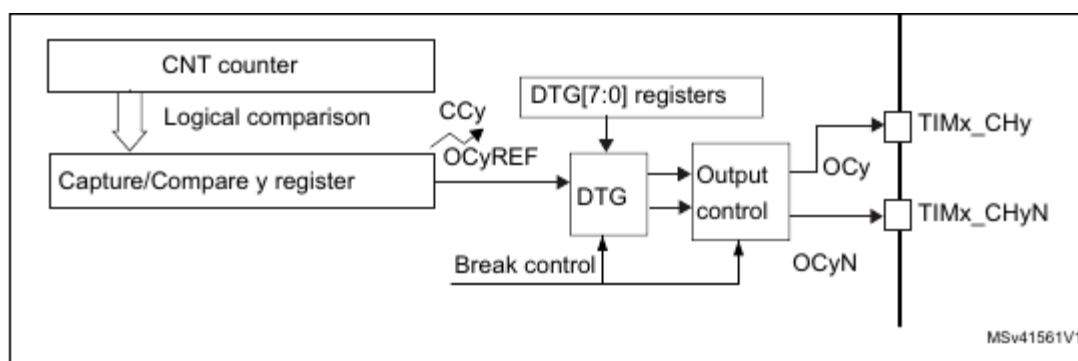 CNT counter
Logical comparison
Capture/Compare y register
CCy
OCyREF
DTG[7:0] registers
DTG
Output
control
Break control
OCy
OCyN
TIMx_CHy
TIMx_CHyN
MSv41561V1